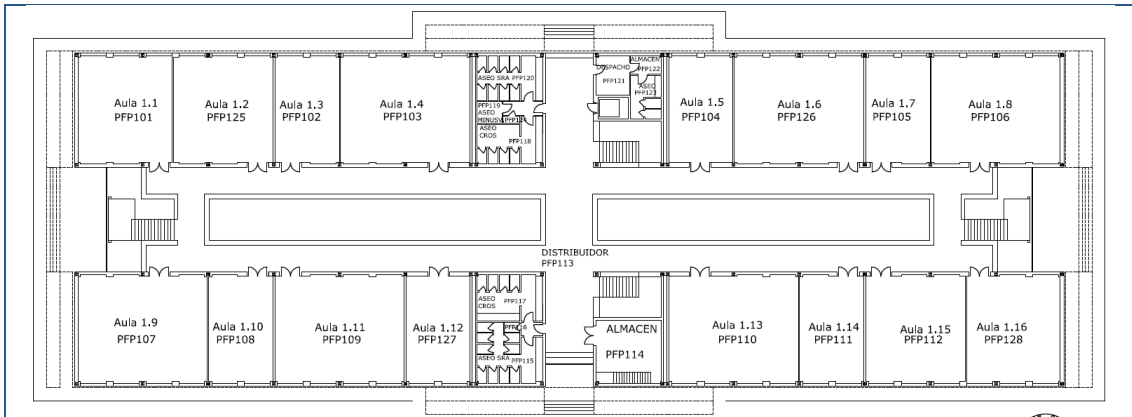 Aula 1.1
PFP101
Aula 1.2
PFP125
Aula 1.3
PFP102
Aula 1.4
PFP103
ASEO SRA PFP120
PFP119
ASEO
MINUSV
PFP124
ASEO
CROS
PFP118
DESPACHO
PFP121
ALMACEN
PFP122
ASEO
PFP123
Aula 1.5
PFP104
Aula 1.6
PFP126
Aula 1.7
PFP105
Aula 1.8
PFP106
DISTRIBUIDOR
PFP113
Aula 1.9
PFP107
Aula 1.10
PFP108
Aula 1.11
PFP109
Aula 1.12
PFP127
ASEO
CROS
PFP117
PFP116
ASEO SRA PFP115
ALMACEN
PFP114
Aula 1.13
PFP110
Aula 1.14
PFP111
Aula 1.15
PFP112
Aula 1.16
PFP128